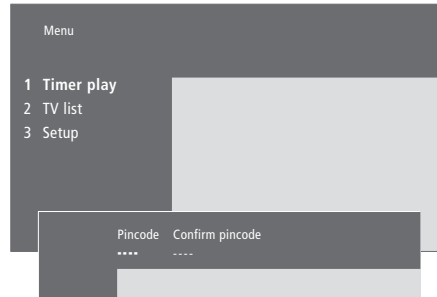 Menu
1 Timer play
2 TV list
3 Setup
Pincode Confirm pincode
---- ----